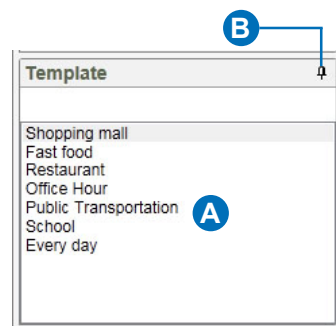 B
Template
Shopping mall
Fast food
Restaurant
Office Hour
Public Transportation
School
Every day
A